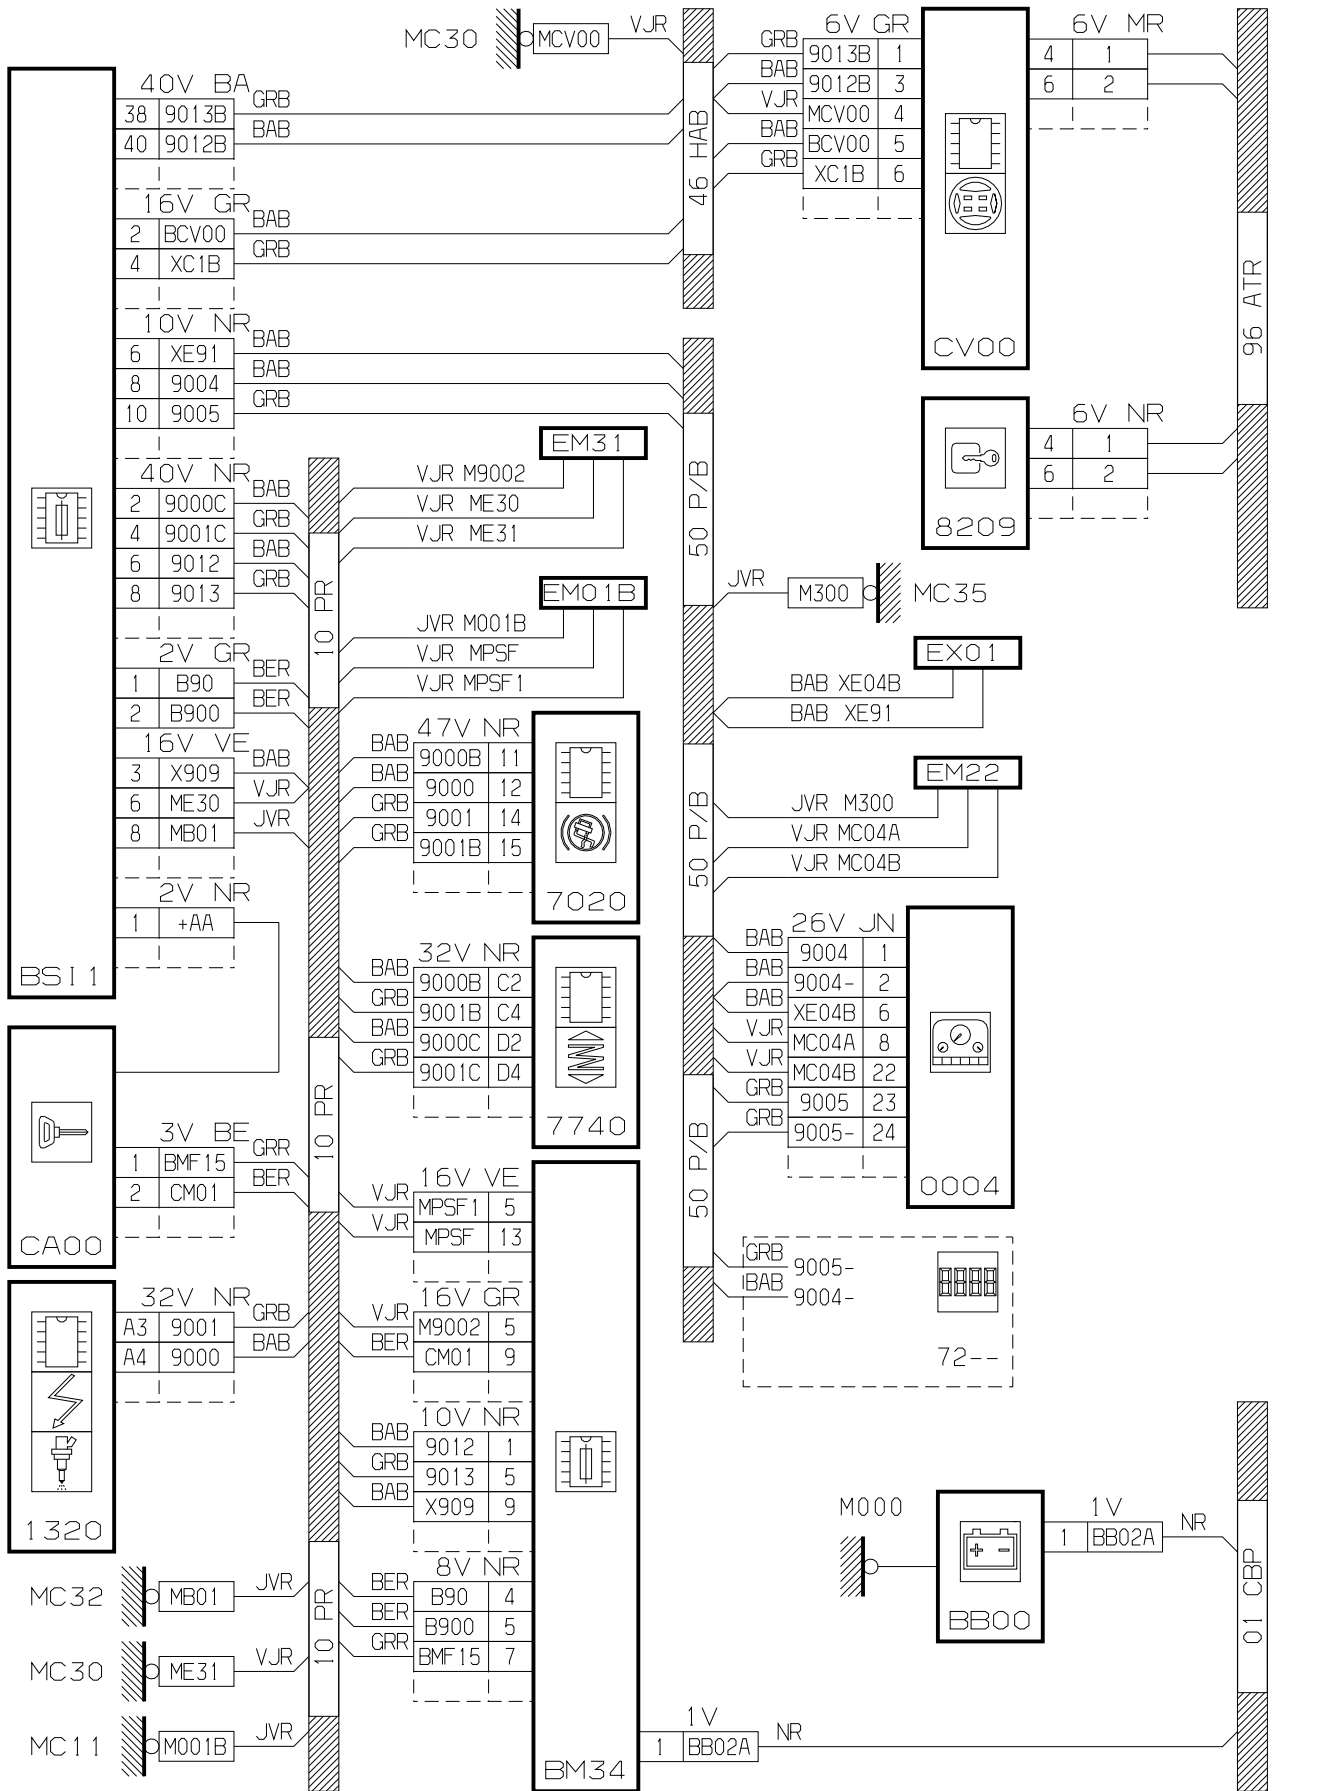 MC30 MCV00 VJR
40V BA
38 9013B GRB
40 9012B BAB
16V GR
2 BCV00 BAB
4 XC1B GRB
10V NR
6 XE91 BAB
8 9004 BAB
10 9005 GRB
40V NR
2 9000C BAB
4 9001C GRB
6 9012 BAB
8 9013 GRB
2V GR
1 B90 BER
2 B900 BER
16V VE
3 X909 BAB
6 ME30 VJR
8 MB01 JVR
2V NR
1 +AA
BSI1
3V BE
1 BMF15 GRR
2 CM01 BER
CA00
32V NR
A3 9001 GRB
A4 9000 BAB
1320
MC32 MB01 JVR
MC30 ME31 VJR
MC11 M001B JVR
10 PR
10 PR
10 PR
EM31
VJR M9002
VJR ME30
VJR ME31
EM01B
JVR M001B
VJR MPSF
VJR MPSF1
47V NR
BAB 9000B 11
BAB 9000 12
GRB 9001 14
GRB 9001B 15
7020
32V NR
BAB 9000B C2
GRB 9001B C4
BAB 9000C D2
GRB 9001C D4
7740
16V VE
VJR MPSF1 5
VJR MPSF 13
16V GR
VJR M9002 5
BER CM01 9
10V NR
BAB 9012 1
GRB 9013 5
BAB X909 9
8V NR
BER B90 4
BER B900 5
GRR BMF15 7
BM34
1V
1 BB02A NR
46 HAB
50 P/B
50 P/B
50 P/B
6V GR
GRB 9013B 1
BAB 9012B 3
VJR MCV00 4
BAB BCV00 5
GRB XC1B 6
CV00
6V MR
4 1
6 2
96 ATR
8209
6V NR
4 1
6 2
JVR M300 MC35
EX01
BAB XE04B
BAB XE91
EM22
JVR M300
VJR MC04A
VJR MC04B
26V JN
BAB 9004 1
BAB 9004- 2
BAB XE04B 6
VJR MC04A 8
VJR MC04B 22
GRB 9005 23
GRB 9005- 24
0004
GRB 9005-
BAB 9004-
72--
M000
BB00
1V
1 BB02A NR
01 CBP